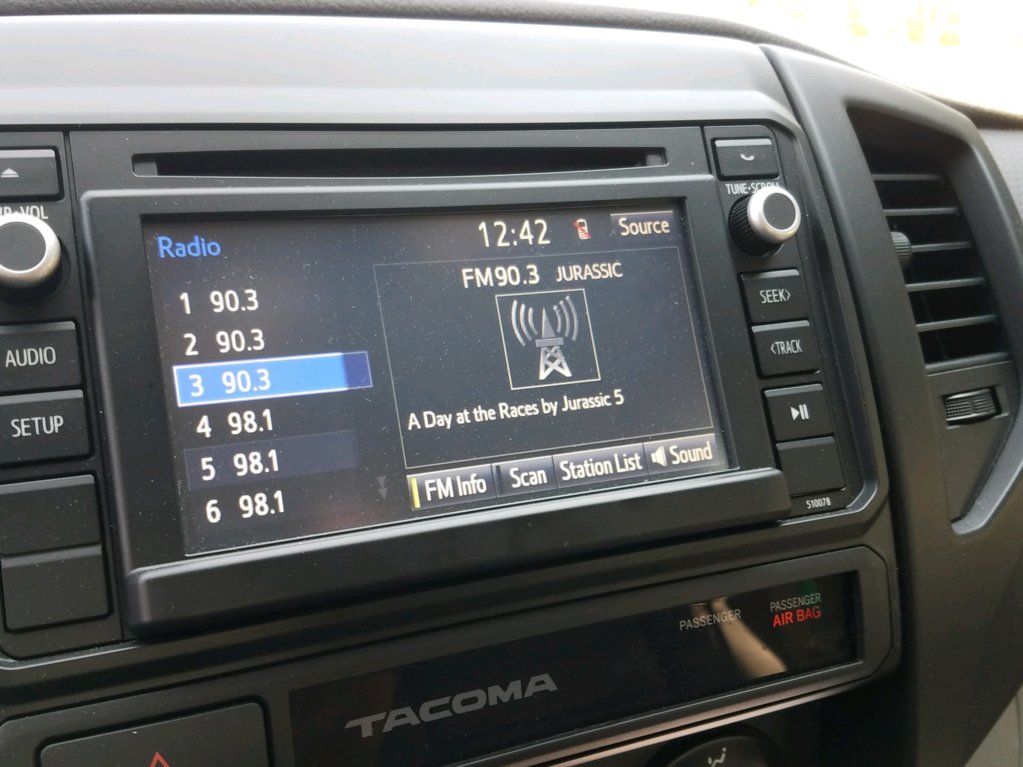 PWR·VOL
AUDIO
SETUP
Radio
12:42
Source
1 90.3
2 90.3
3 90.3
4 98.1
5 98.1
6 98.1
FM90.3 JURASSIC
A Day at the Races by Jurassic 5
FM Info
Scan
Station List
Sound
TUNE·SCROLL
SEEK>
<TRACK
510078
PASSENGER
PASSENGER
AIR BAG
TACOMA